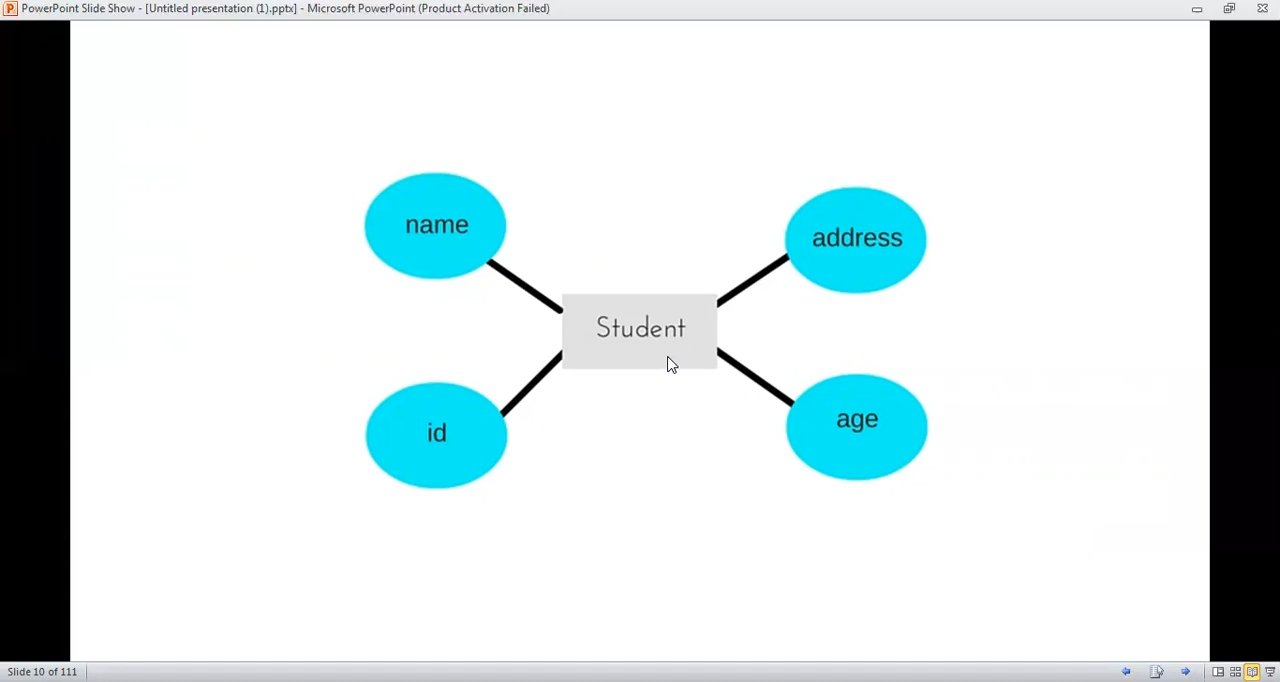 PowerPoint Slide Show - [Untitled presentation (1).pptx] - Microsoft PowerPoint (Product Activation Failed)
name
address
Student
id
age
Slide 10 of 111